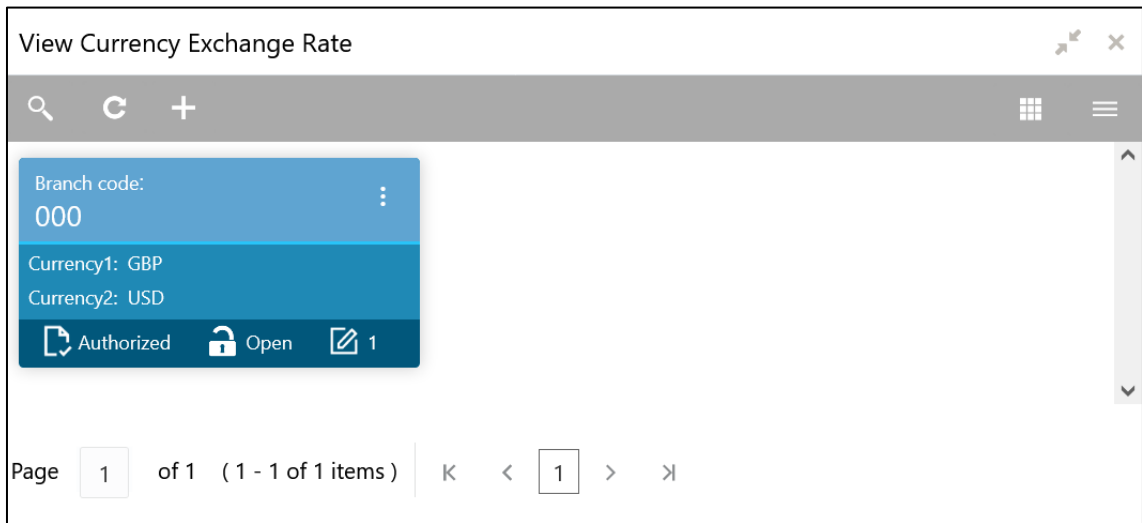 View Currency Exchange Rate
Branch code:
000
Currency1: GBP
Currency2: USD
Authorized Open 1
Page 1 of 1 ( 1 - 1 of 1 items ) 1